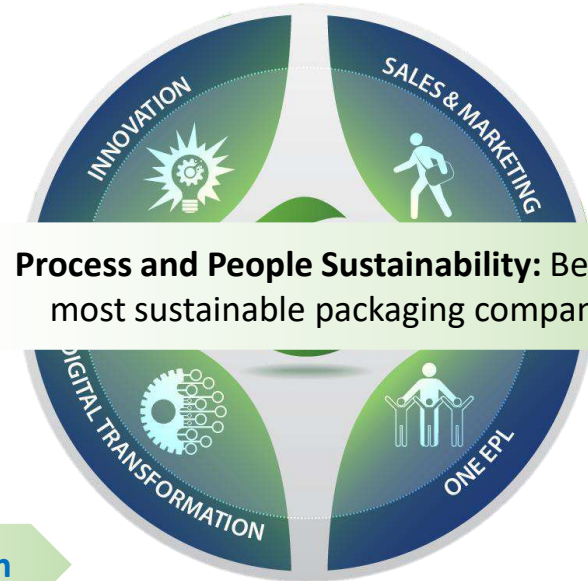 INNOVATION
SALES & MARKETING
Process and People Sustainability: Be
most sustainable packaging compan
DIGITAL TRANSFORMATION
ONE EPL